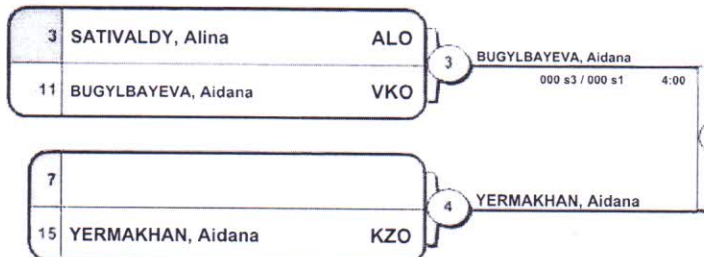 3 SATIVALDY, Alina ALO
11 BUGYLBAYEVA, Aidana VKO
3 BUGYLBAYEVA, Aidana
000 s3 / 000 s1 4:00
7
15 YERMAKHAN, Aidana KZO
4 YERMAKHAN, Aidana